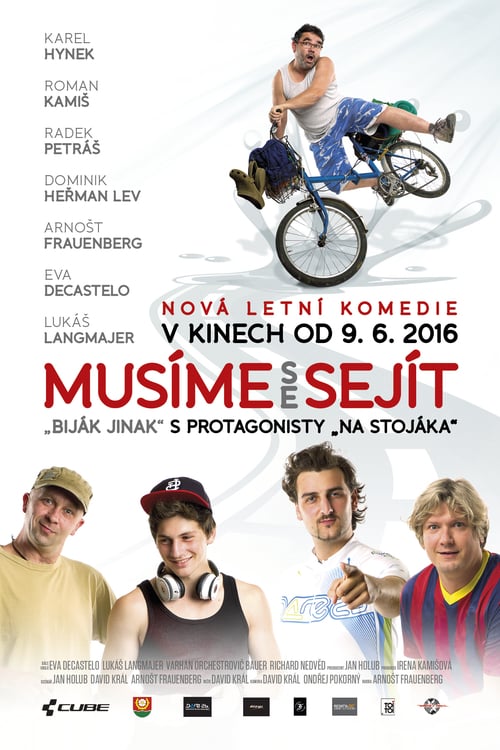 KAREL
HYNEK
ROMAN
KAMIŠ
RADEK
PETRÁŠ
DOMINIK
HEŘMAN LEV
ARNOŠT
FRAUENBERG
EVA
DECASTELO
LUKÁŠ
LANGMAJER
NOVÁ LETNÍ KOMEDIE
V KINECH OD 9. 6. 2016
MUSÍME SE SEJÍT
„BIJÁK JINAK“ S PROTAGONISTY „NA STOJÁKA“
EVA DECASTELO LUKÁŠ LANGMAJER VARHAN ORCHESTROVIČ BAUER RICHARD NEDVĚD JAN HOLUB IRENA KAMIŠOVÁ
JAN HOLUB DAVID KRÁL ARNOŠT FRAUENBERG DAVID KRÁL DAVID KRÁL ONDŘEJ POKORNÝ ARNOŠT FRAUENBERG
CUBE